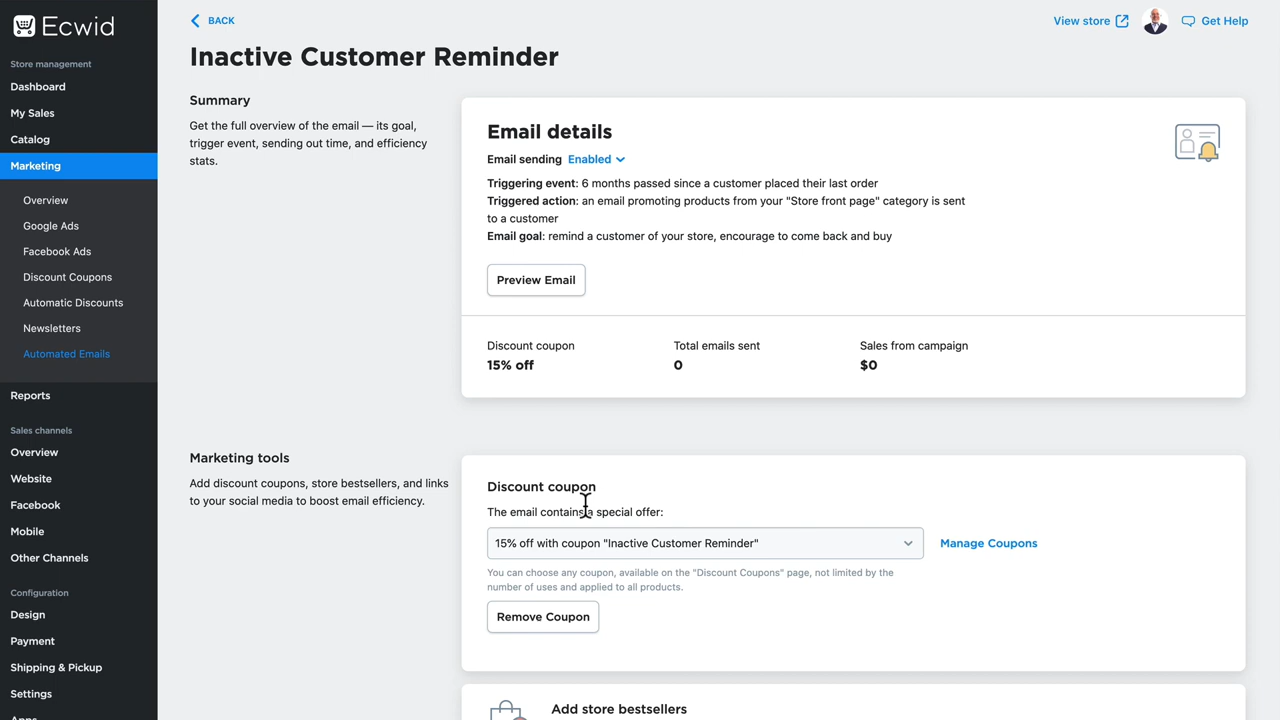 Ecwid
Store management
Dashboard
My Sales
Catalog
Marketing
Overview
Google Ads
Facebook Ads
Discount Coupons
Automatic Discounts
Newsletters
Automated Emails
Reports
Sales channels
Overview
Website
Facebook
Mobile
Other Channels
Configuration
Design
Payment
Shipping & Pickup
Settings
Apps
BACK
View store
Get Help
Inactive Customer Reminder
Summary
Get the full overview of the email — its goal,
trigger event, sending out time, and efficiency
stats.
Email details
Email sending Enabled
Triggering event: 6 months passed since a customer placed their last order
Triggered action: an email promoting products from your "Store front page" category is sent
to a customer
Email goal: remind a customer of your store, encourage to come back and buy
Preview Email
Discount coupon
15% off
Total emails sent
0
Sales from campaign
$0
Marketing tools
Add discount coupons, store bestsellers, and links
to your social media to boost email efficiency.
Discount coupon
The email contains a special offer:
15% off with coupon "Inactive Customer Reminder"
Manage Coupons
You can choose any coupon, available on the "Discount Coupons" page, not limited by the
number of uses and applied to all products.
Remove Coupon
Add store bestsellers